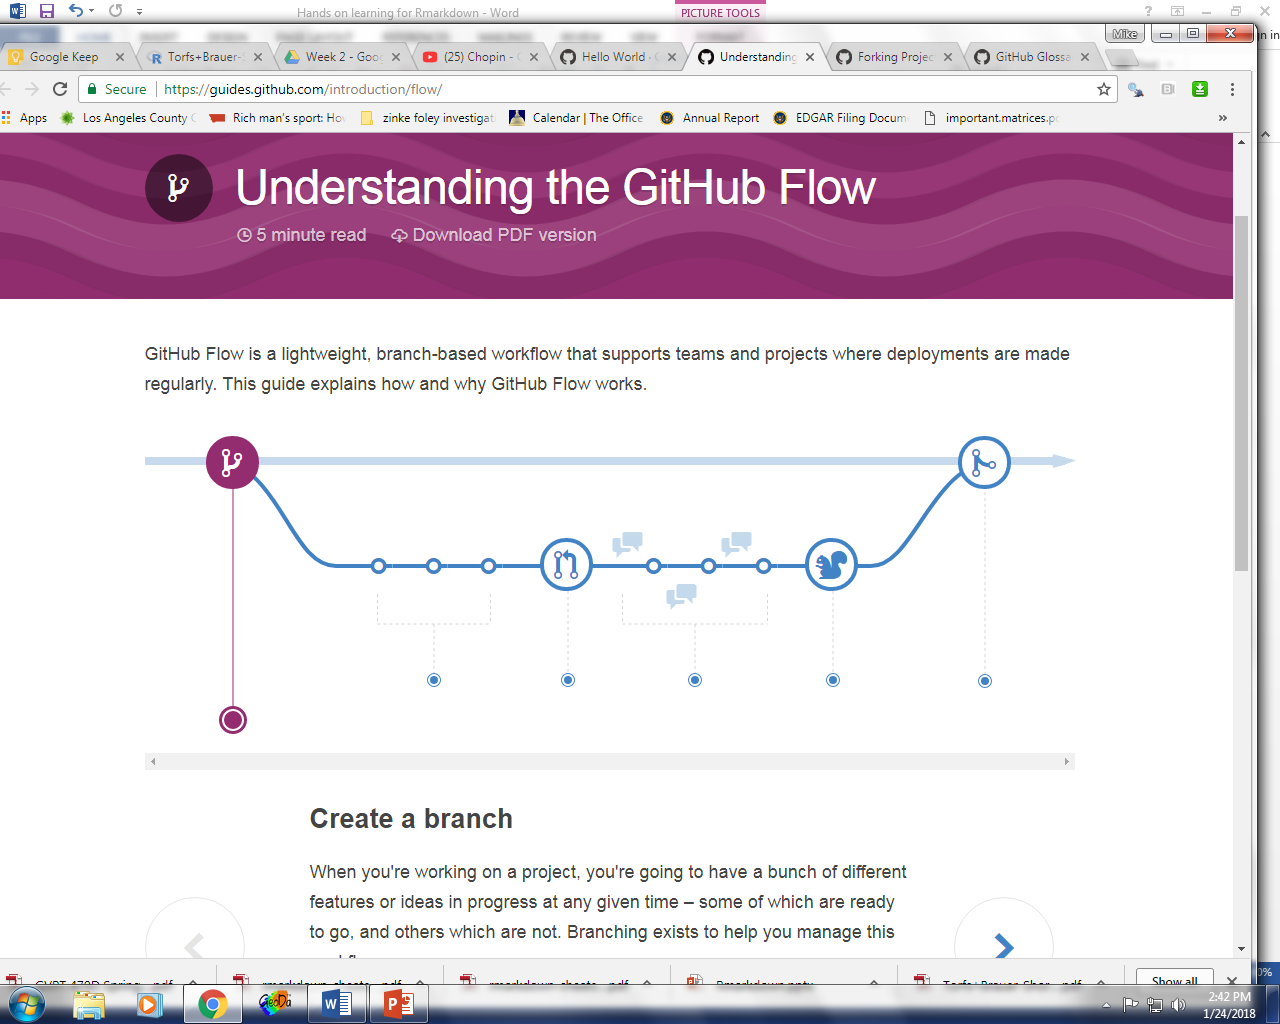 Hands on learning for Rmarkdown - Word
PICTURE TOOLS
Mike
Google Keep
Torfs+Brauer-
Week 2 - Goo
(25) Chopin -
Hello World ·
Understanding
Forking Projec
GitHub Glossa
Secure
https://guides.github.com/introduction/flow/
Apps
Los Angeles County
Rich man's sport: Ho
zinke foley investigat
Calendar | The Office
Annual Report
EDGAR Filing Docum
important.matrices.p
»
Understanding the GitHub Flow
5 minute read
Download PDF version
GitHub Flow is a lightweight, branch-based workflow that supports teams and projects where deployments are made
regularly. This guide explains how and why GitHub Flow works.
Create a branch
When you're working on a project, you're going to have a bunch of different
features or ideas in progress at any given time – some of which are ready
to go, and others which are not. Branching exists to help you manage this
Show all
GeoDa
2:42 PM
1/24/2018